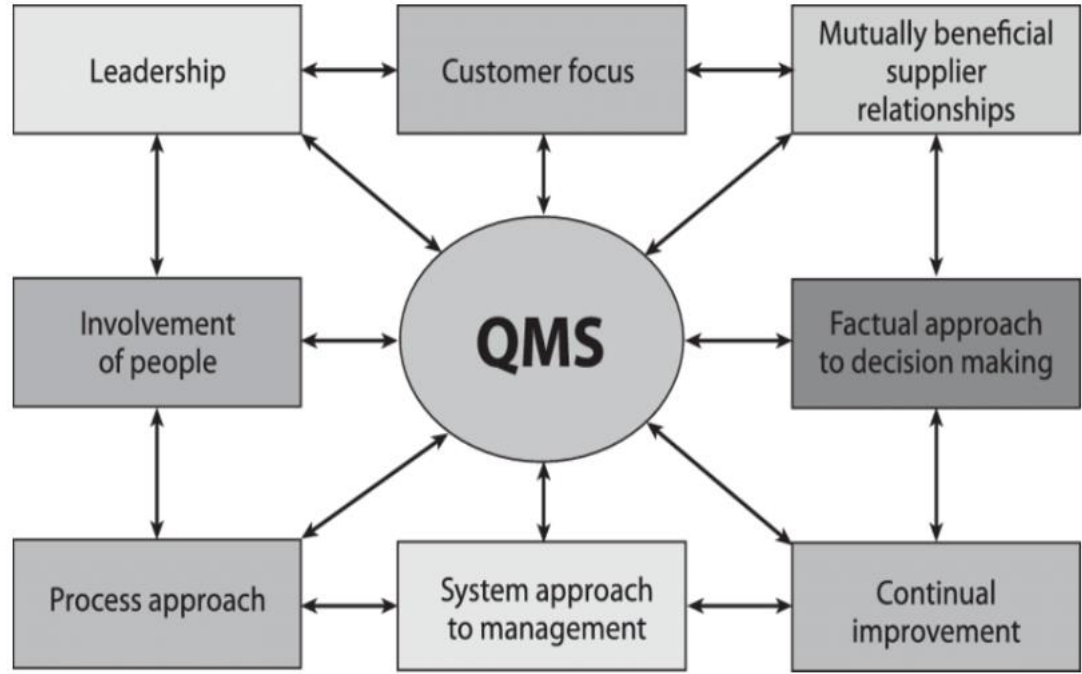 Leadership
Customer focus
Mutually beneficial
supplier
relationships
Involvement
of people
QMS
Factual approach
to decision making
Process approach
System approach
to management
Continual
improvement